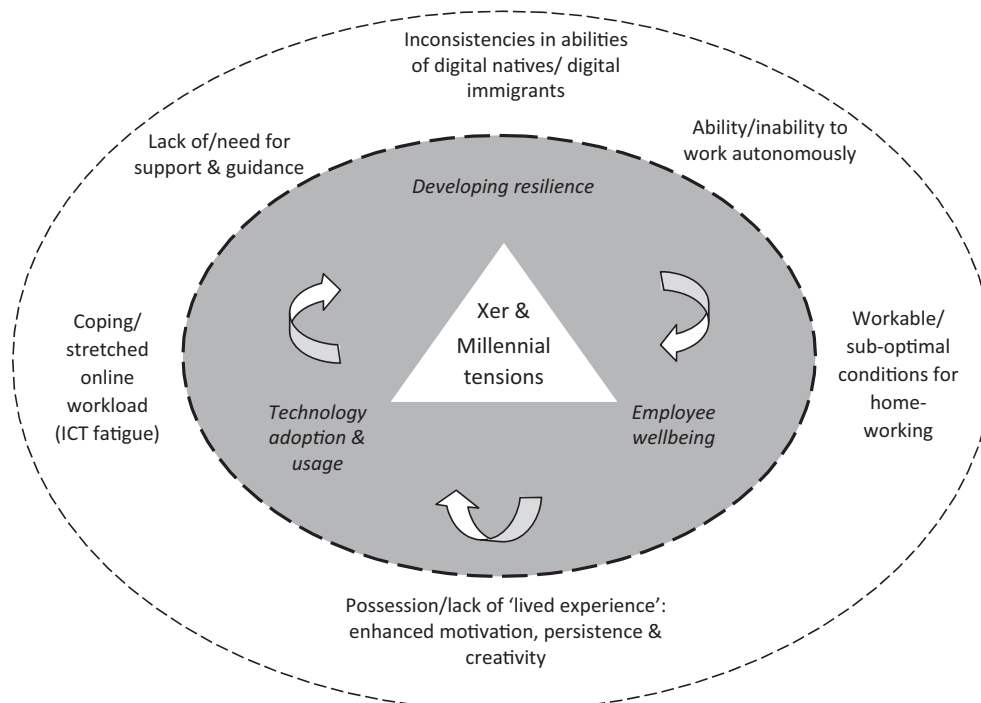 Inconsistencies in abilities
of digital natives/ digital
immigrants
Lack of/need for
support & guidance
Ability/inability to
work autonomously
Developing resilience
Xer &
Millennial
tensions
Coping/
stretched
online
workload
(ICT fatigue)
Workable/
sub-optimal
conditions for
home-
working
Technology
adoption &
usage
Employee
wellbeing
Possession/lack of ‘lived experience’:
enhanced motivation, persistence &
creativity